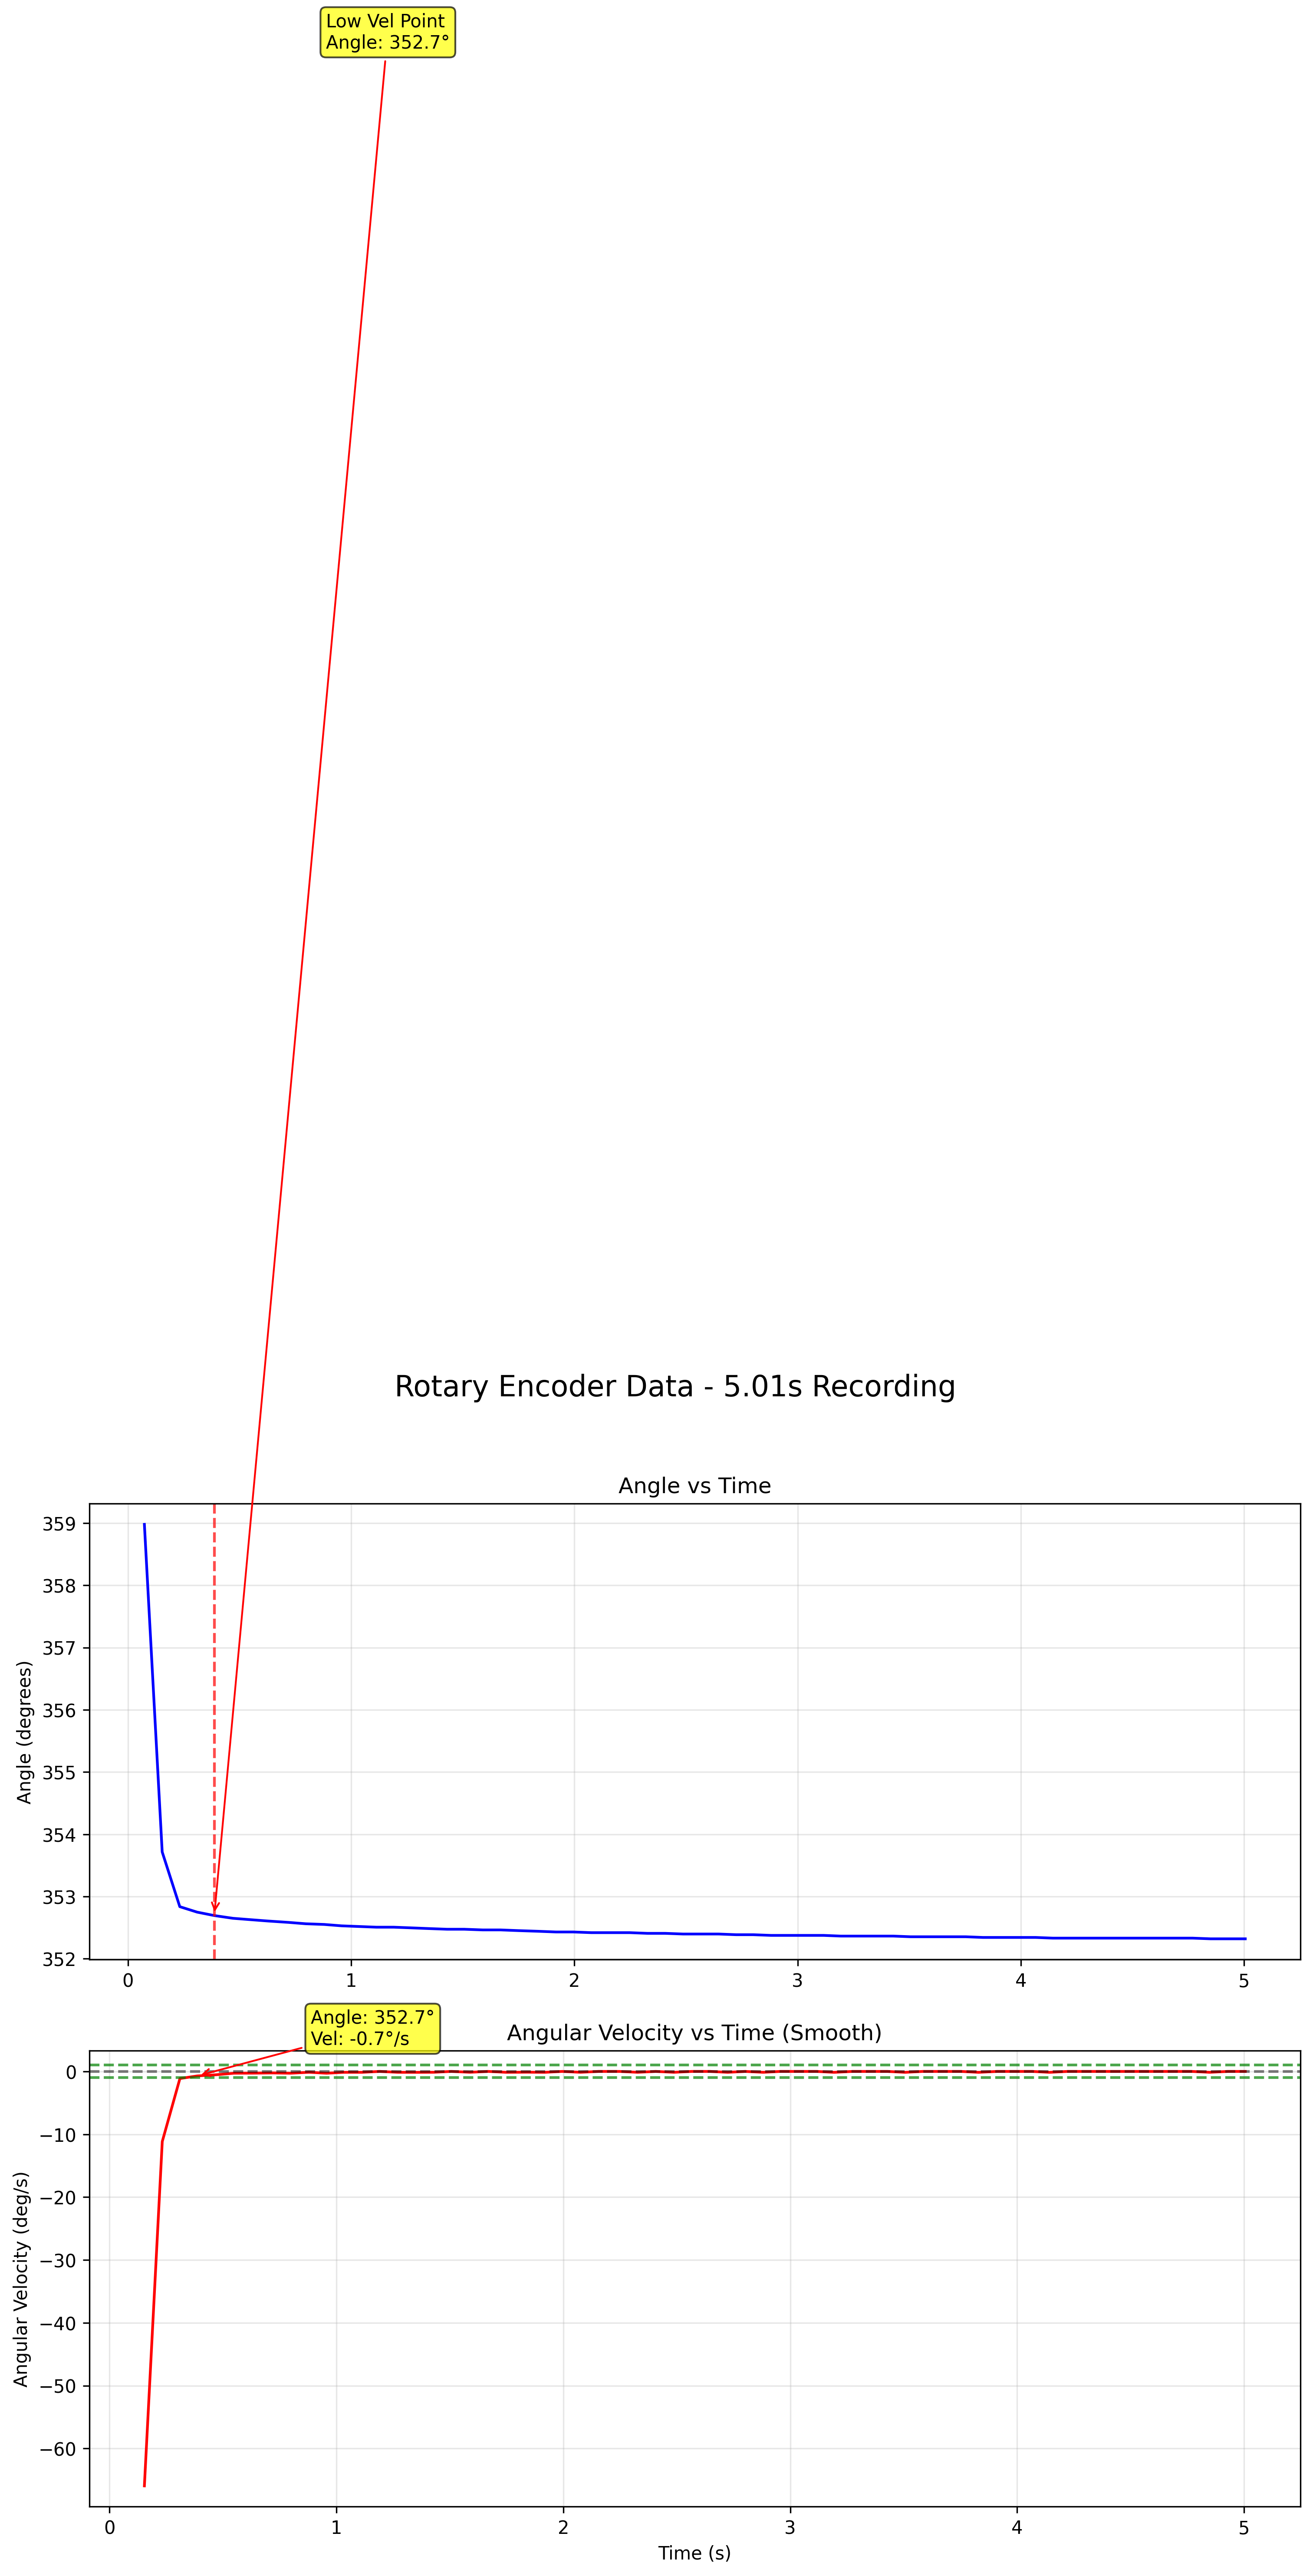 Low Vel Point
Angle: 352.7°
Rotary Encoder Data - 5.01s Recording
Angle vs Time
359
358
357
356
355
354
353
352
Angle (degrees)
0 1 2 3 4 5
Angle: 352.7°
Vel: -0.7°/s
Angular Velocity vs Time (Smooth)
0
−10
−20
−30
−40
−50
−60
Angular Velocity (deg/s)
0 1 2 3 4 5
Time (s)